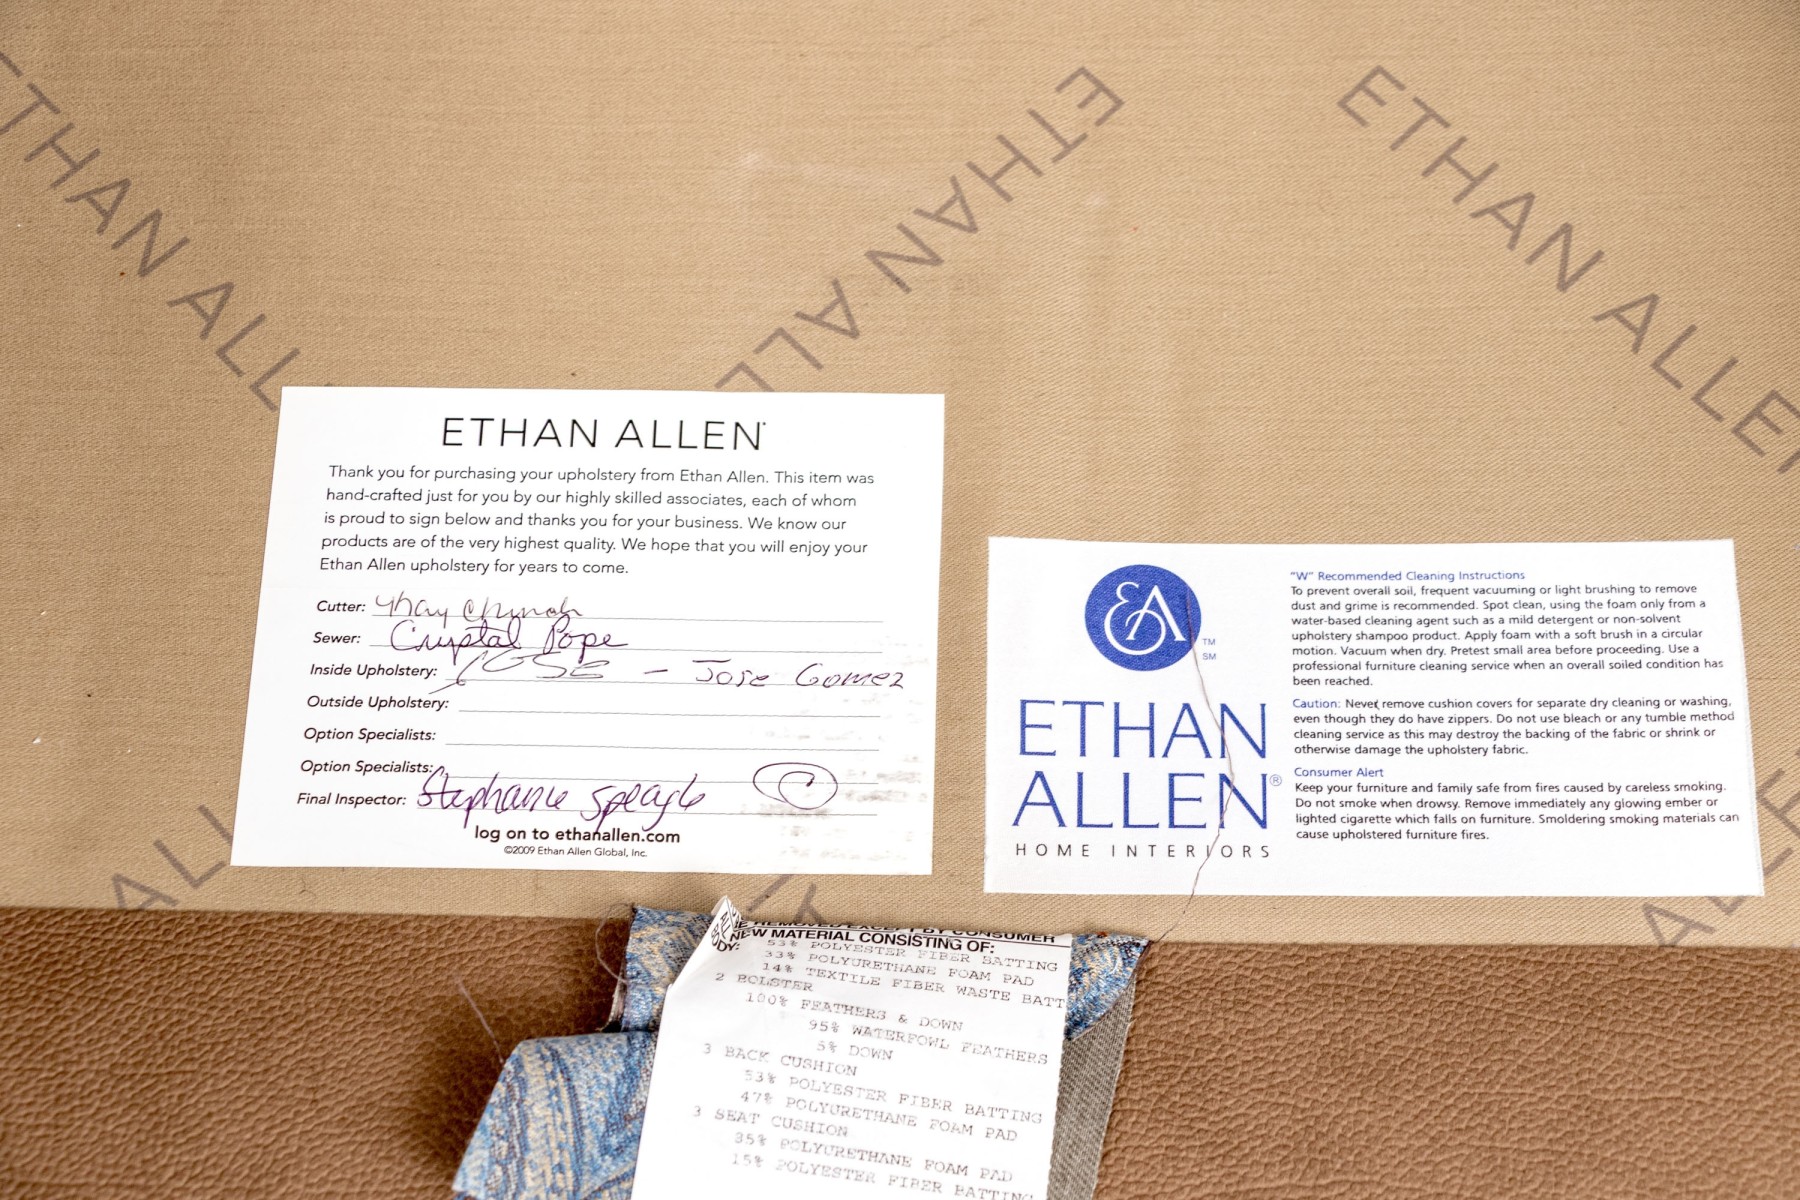 ETHAN ALLEN
ETHAN ALLEN
ETHAN ALLEN
ETHAN ALLEN
Thank you for purchasing your upholstery from Ethan Allen. This item was
hand-crafted just for you by our highly skilled associates, each of whom
is proud to sign below and thanks you for your business. We know our
products are of the very highest quality. We hope that you will enjoy your
Ethan Allen upholstery for years to come.
Cutter:
Sewer: Crystal Pope
Inside Upholstery: JOSE - Jose Gomez
Outside Upholstery:
Option Specialists:
Option Specialists:
Final Inspector: Stephanie Speagle C
log on to ethanallen.com
©2009 Ethan Allen Global, Inc.
EA
TM
SM
ETHAN
ALLEN®
HOME INTERIORS
"W" Recommended Cleaning Instructions
To prevent overall soil, frequent vacuuming or light brushing to remove
dust and grime is recommended. Spot clean, using the foam only from a
water-based cleaning agent such as a mild detergent or non-solvent
upholstery shampoo product. Apply foam with a soft brush in a circular
motion. Vacuum when dry. Pretest small area before proceeding. Use a
professional furniture cleaning service when an overall soiled condition has
been reached.
Caution: Never remove cushion covers for separate dry cleaning or washing,
even though they do have zippers. Do not use bleach or any tumble method
cleaning service as this may destroy the backing of the fabric or shrink or
otherwise damage the upholstery fabric.
Consumer Alert
Keep your furniture and family safe from fires caused by careless smoking.
Do not smoke when drowsy. Remove immediately any glowing ember or
lighted cigarette which falls on furniture. Smoldering smoking materials can
cause upholstered furniture fires.
AL
REMOVED EXCEPT BY CONSUMER
NEW MATERIAL CONSISTING OF:
53% POLYESTER FIBER BATTING
33% POLYURETHANE FOAM PAD
14% TEXTILE FIBER WASTE BATT
2 BOLSTER
100% FEATHERS & DOWN
95% WATERFOWL FEATHERS
5% DOWN
3 BACK CUSHION
53% POLYESTER FIBER BATTING
47% POLYURETHANE FOAM PAD
3 SEAT CUSHION
85% POLYURETHANE FOAM PAD
15% POLYESTER FIBER BATTING